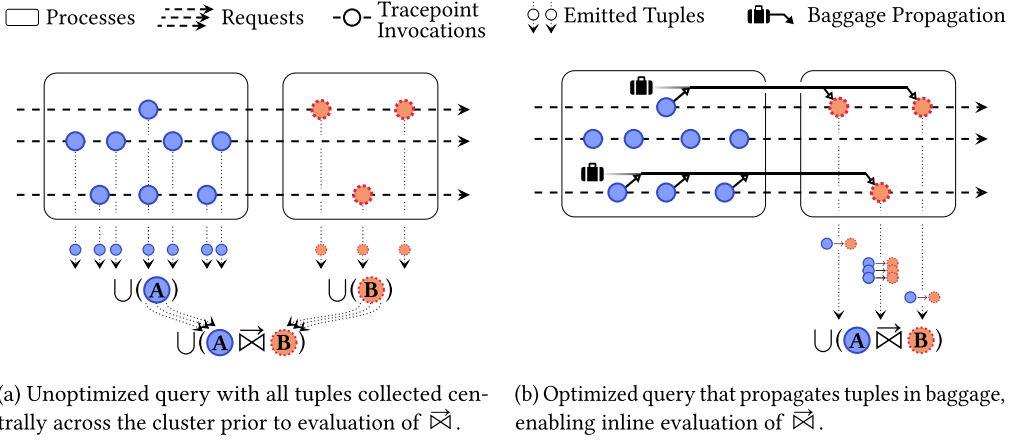 Processes
Requests
Tracepoint
Invocations
Emitted Tuples
Baggage Propagation
⋃(A)
⋃(B)
⋃(A ⋈⃗ B)
⋃(A ⋈⃗ B)
(a) Unoptimized query with all tuples collected cen-
trally across the cluster prior to evaluation of ⋈⃗.
(b) Optimized query that propagates tuples in baggage,
enabling inline evaluation of ⋈⃗.